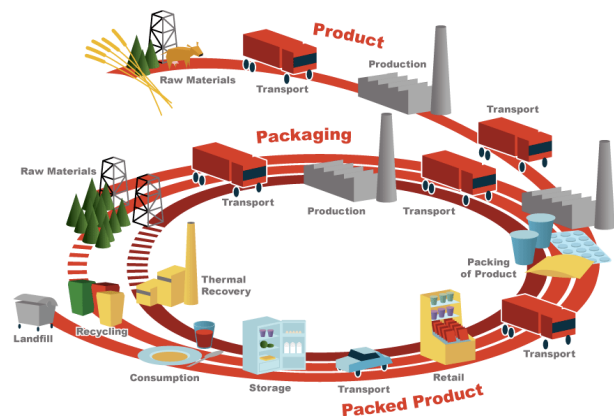 Product
Raw Materials
Transport
Production
Transport
Packaging
Raw Materials
Transport
Production
Transport
Packing
of Product
Thermal
Recovery
Landfill
Recycling
Consumption
Storage
Transport
Retail
Transport
Packed Product